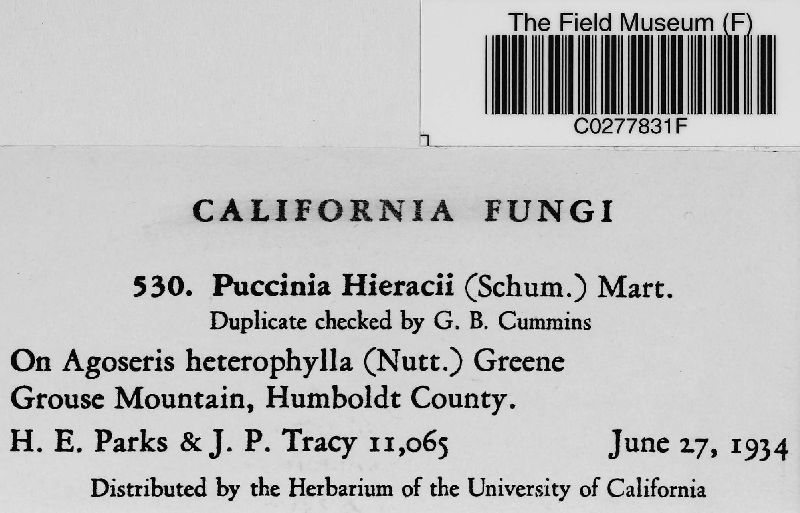 The Field Museum (F)
C0277831F
CALIFORNIA FUNGI
530. Puccinia Hieracii (Schum.) Mart.
Duplicate checked by G. B. Cummins
On Agoseris heterophylla (Nutt.) Greene
Grouse Mountain, Humboldt County.
H. E. Parks & J. P. Tracy 11,065 June 27, 1934
Distributed by the Herbarium of the University of California